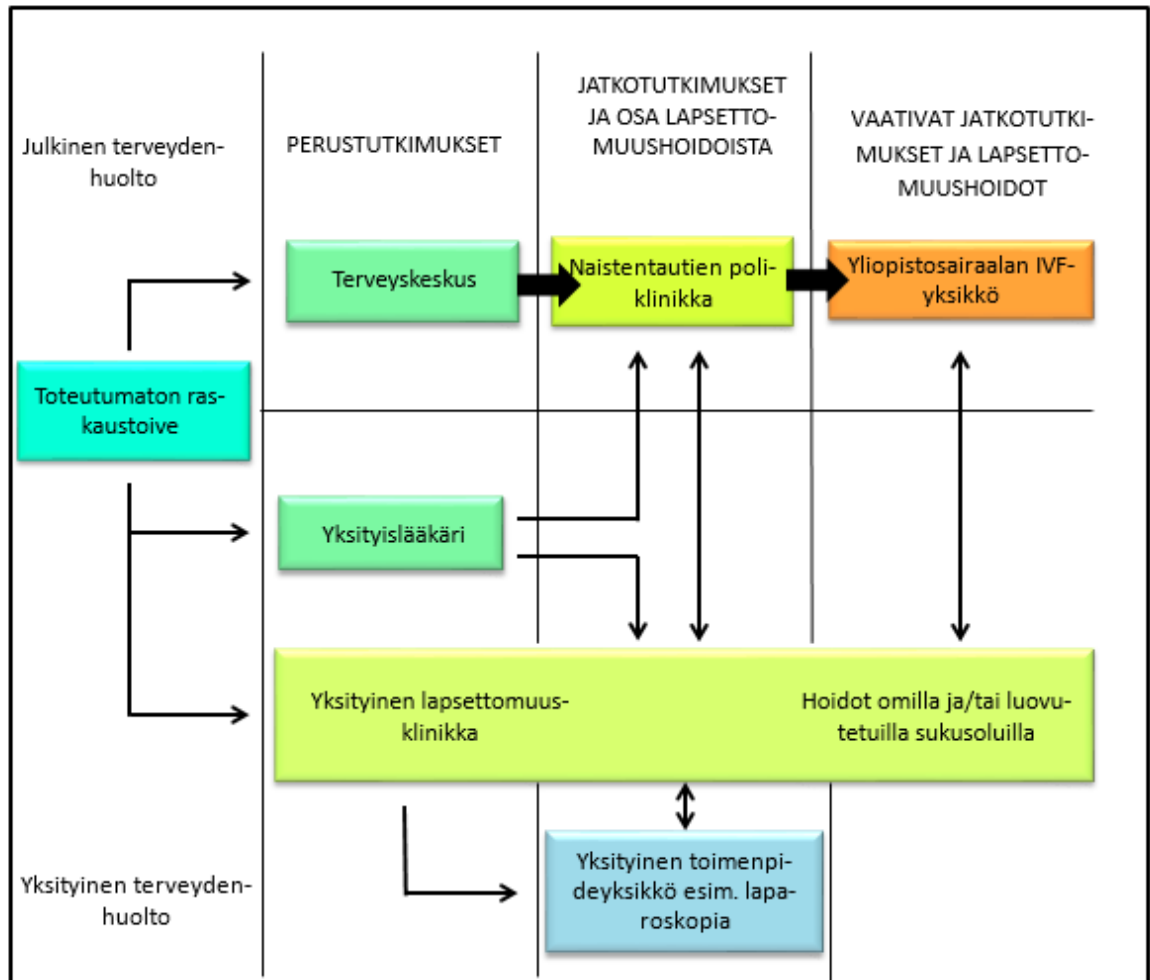 Julkinen terveyden-
huolto
PERUSTUTKIMUKSET
JATKOTUTKIMUKSET
JA OSA LAPSETTO-
MUUSHOIDOISTA
VAATIVAT JATKOTUTKI-
MUKSET JA LAPSETTO-
MUUSHOIDOT
Terveyskeskus
Naistentautien poli-
klinikka
Yliopistosairaalan IVF-
yksikkö
Toteutumaton ras-
kaustoive
Yksityislääkäri
Yksityinen lapsettomuus-
klinikka
Hoidot omilla ja/tai luovu-
tetuilla sukusoluilla
Yksityinen terveyden-
huolto
Yksityinen toimenpi-
deyksikkö esim. lapa-
roskopia